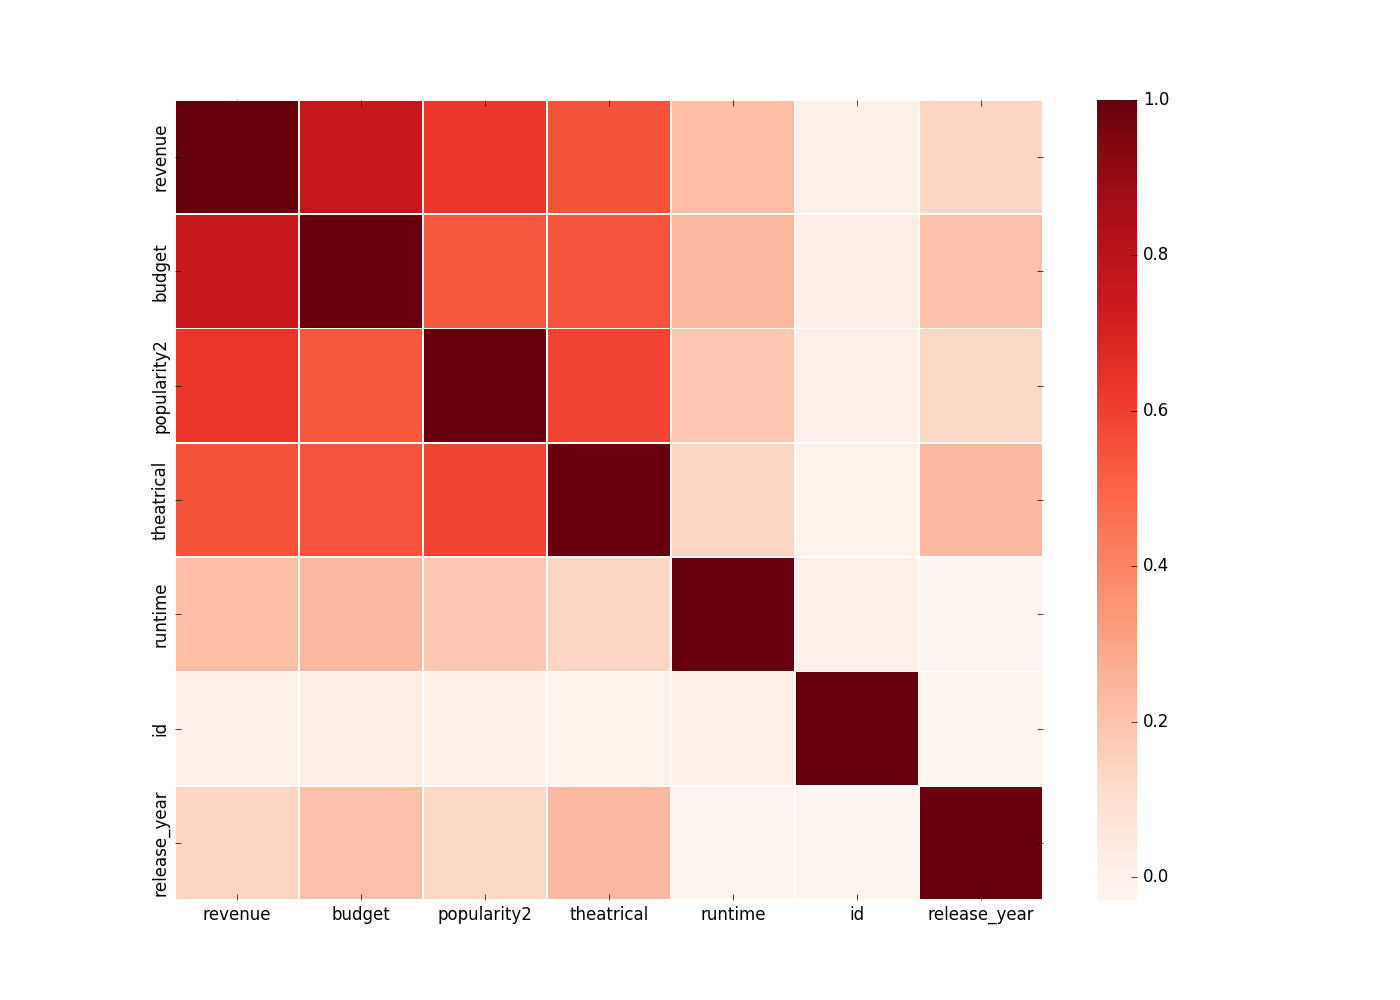 revenue
budget
popularity2
theatrical
runtime
id
release_year
revenue budget popularity2 theatrical runtime id release_year
1.0
0.8
0.6
0.4
0.2
0.0